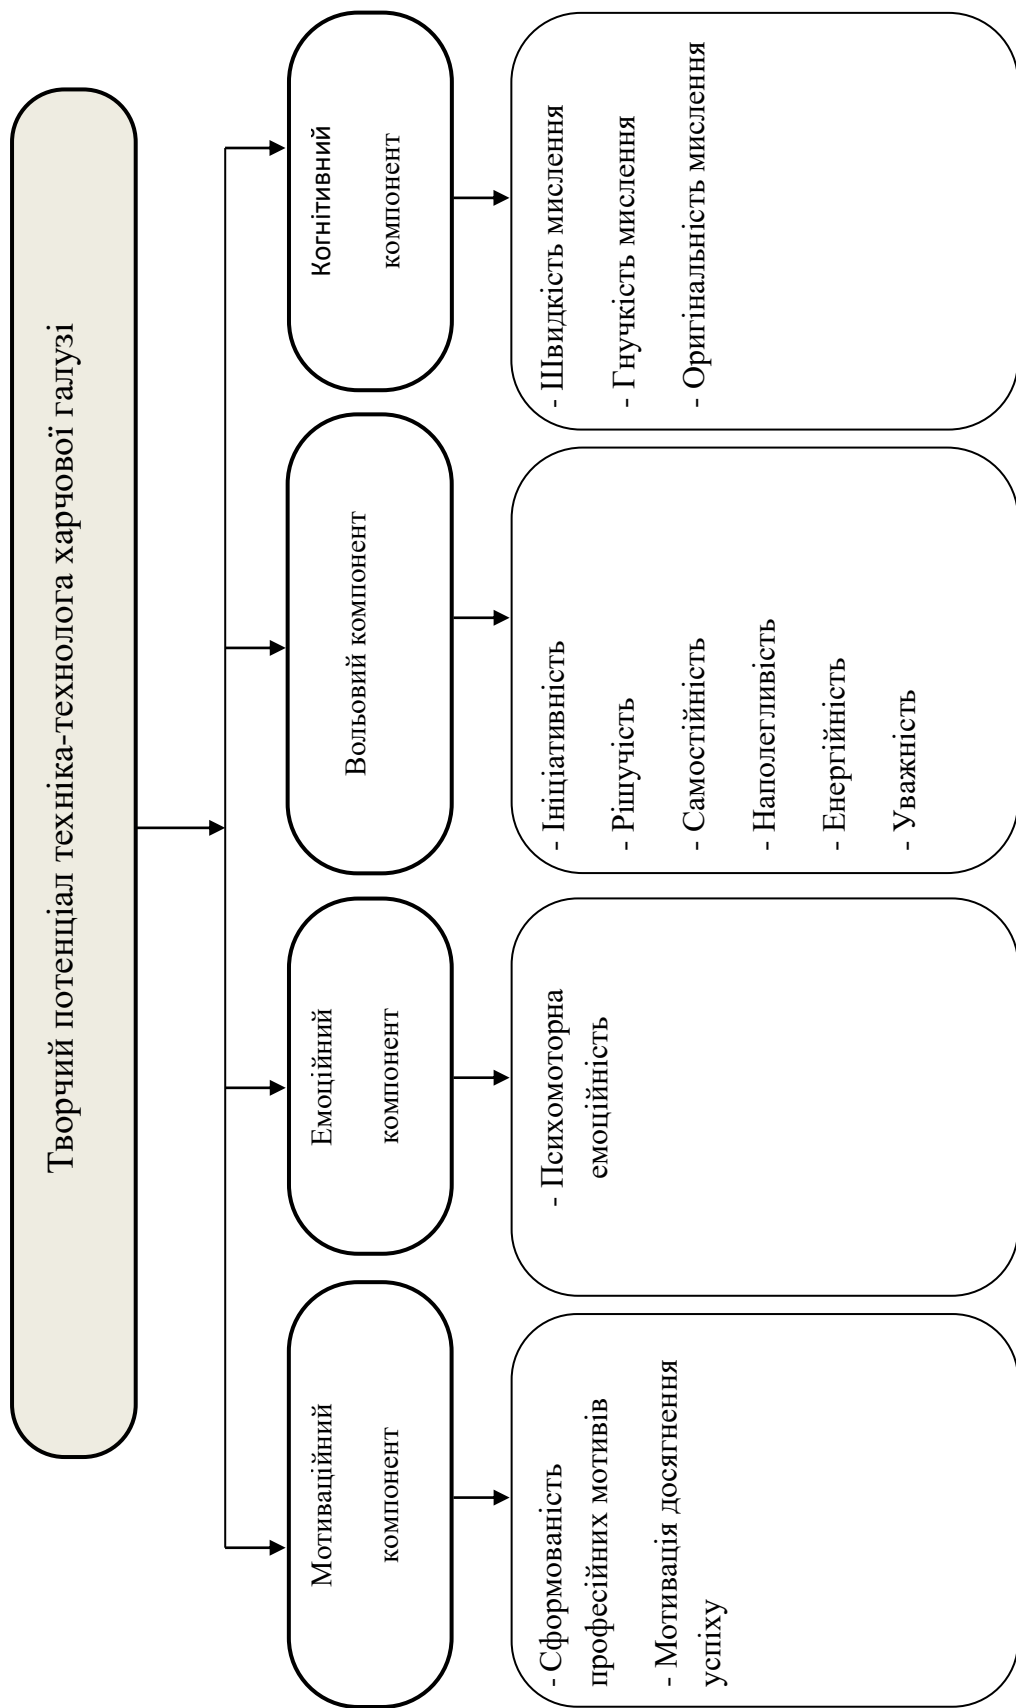 Творчий потенціал техніка-технолога харчової галузі
Мотиваційний
компонент
Емоційний
компонент
Вольовий компонент
Когнітивний
компонент
- Сформованість
професійних мотивів
- Мотивація досягнення
успіху
- Психомоторна
емоційність
- Ініціативність
- Рішучість
- Самостійність
- Наполегливість
- Енергійність
- Уважність
- Швидкість мислення
- Гнучкість мислення
- Оригінальність мислення